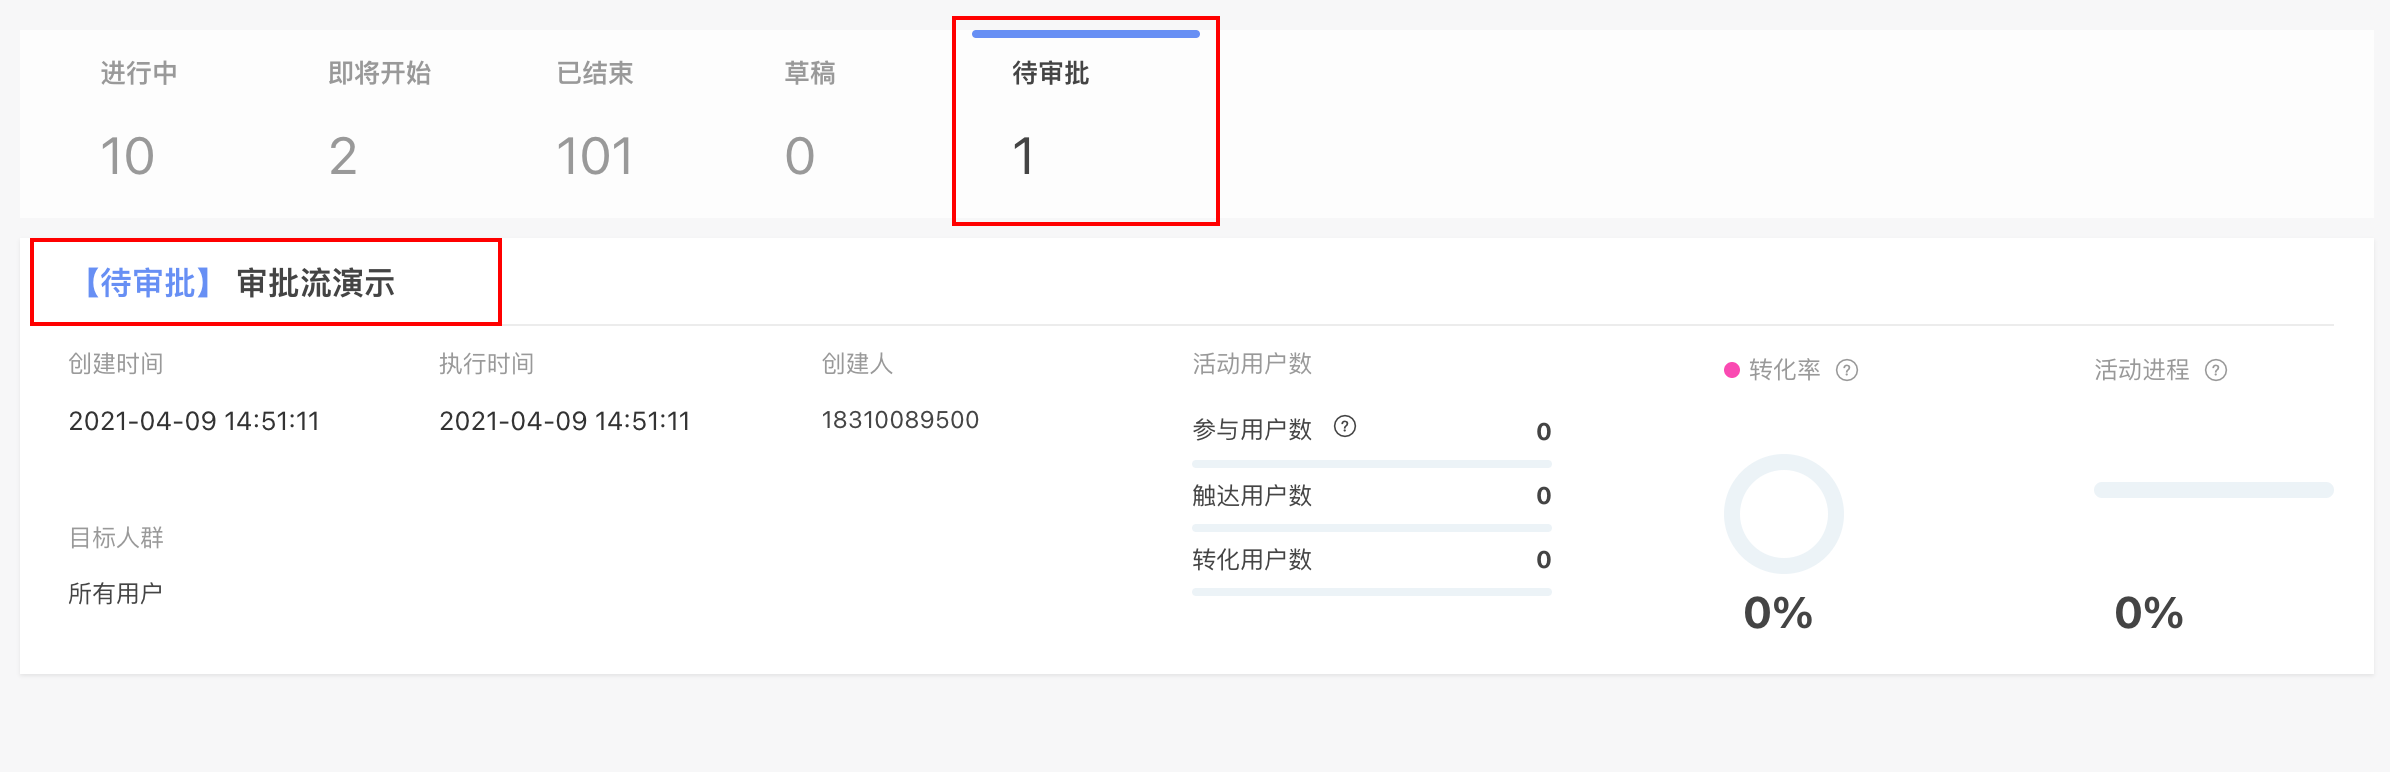 进行中
10
即将开始
2
已结束
101
草稿
0
待审批
1
【待审批】 审批流演示
创建时间
2021-04-09 14:51:11
执行时间
2021-04-09 14:51:11
创建人
18310089500
目标人群
所有用户
活动用户数
参与用户数 ? 0
触达用户数 0
转化用户数 0
转化率 ?
0%
活动进程 ?
0%